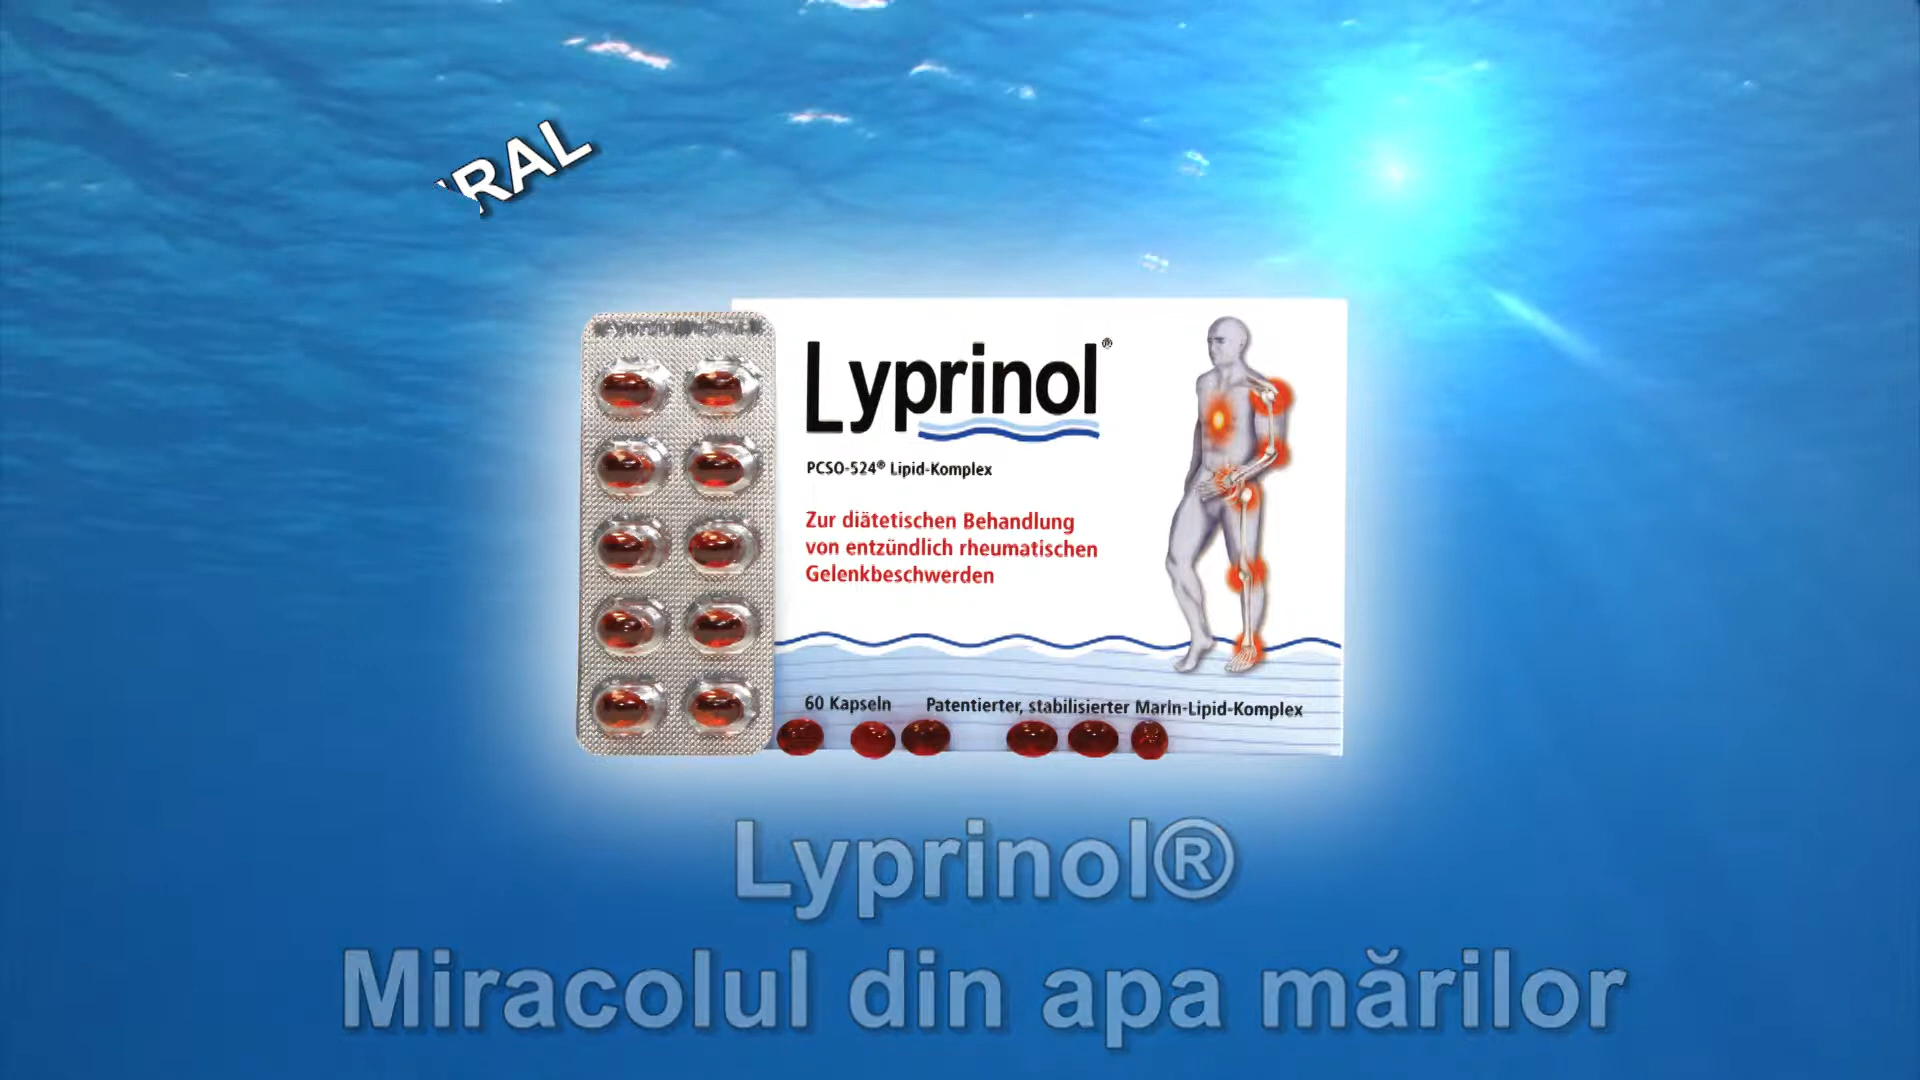 RAL
Lyprinol®
PCSO-524® Lipid-Komplex
Zur diätetischen Behandlung
von entzündlich rheumatischen
Gelenkbeschwerden
60 Kapseln Patentierter, stabilisierter Marin-Lipid-Komplex
Lyprinol®
Miracolul din apa mărilor